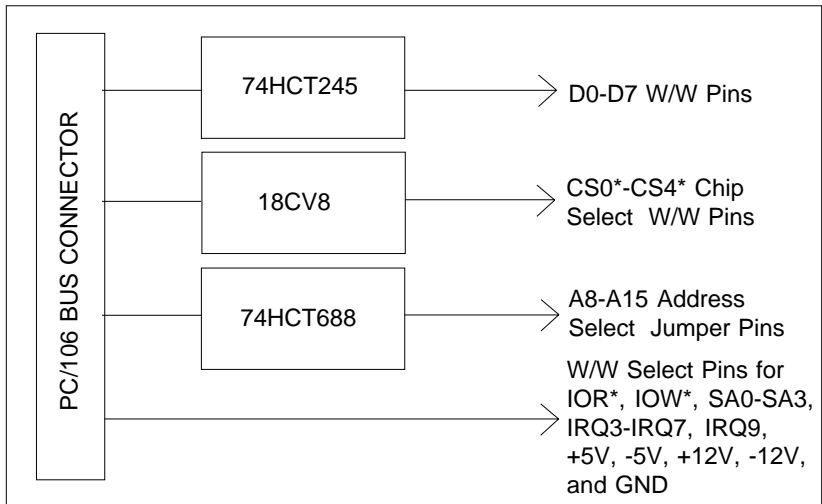 PC/106 BUS CONNECTOR
74HCT245
D0-D7 W/W Pins
18CV8
CS0*-CS4* Chip
Select W/W Pins
74HCT688
A8-A15 Address
Select Jumper Pins
W/W Select Pins for
IOR*, IOW*, SA0-SA3,
IRQ3-IRQ7, IRQ9,
+5V, -5V, +12V, -12V,
and GND